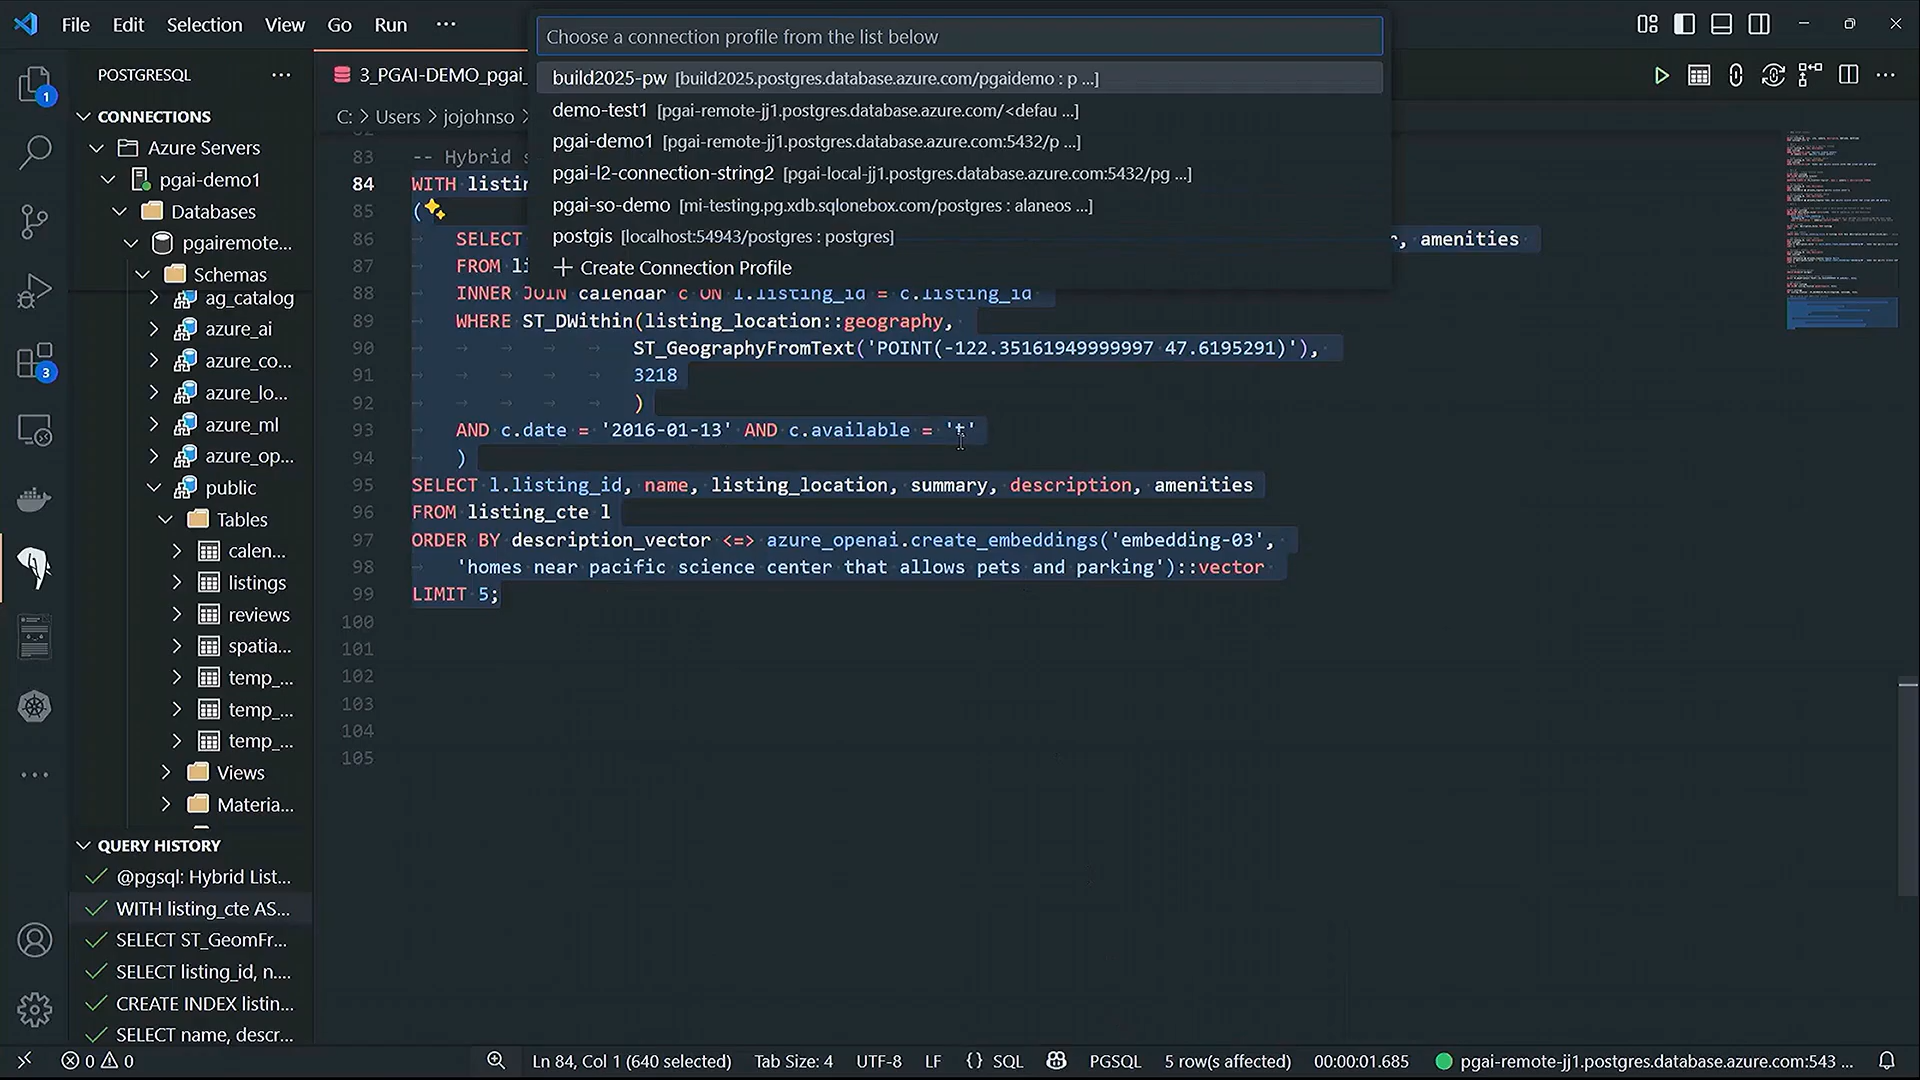 File Edit Selection View Go Run ···
Choose a connection profile from the list below
build2025-pw [build2025.postgres.database.azure.com/pgaidemo : p ...]
demo-test1 [pgai-remote-jj1.postgres.database.azure.com/<defau ...]
pgai-demo1 [pgai-remote-jj1.postgres.database.azure.com:5432/p ...]
pgai-l2-connection-string2 [pgai-local-jj1.postgres.database.azure.com:5432/pg ...]
pgai-so-demo [mi-testing.pg.xdb.sqlonebox.com/postgres : alaneos ...]
postgis [localhost:54943/postgres : postgres]
+ Create Connection Profile
1
3
POSTGRESQL ···
CONNECTIONS
Azure Servers
pgai-demo1
Databases
pgairemote...
Schemas
ag_catalog
azure_ai
azure_co...
azure_lo...
azure_ml
azure_op...
public
Tables
calen...
listings
reviews
spatia...
temp_...
temp_...
temp_...
Views
Materia...
QUERY HISTORY
@pgsql: Hybrid List...
WITH listing_cte AS...
SELECT ST_GeomFr...
SELECT listing_id, n....
CREATE INDEX listin...
SELECT name, descr...
3_PGAI-DEMO_pgai_
C: > Users > jojohnso >
83 -- Hybrid s
84 WITH listin
85 (
86 SELECT , amenities
87 FROM li
88 INNER JOIN calendar c ON l.listing_id = c.listing_id
89 WHERE ST_DWithin(listing_location::geography,
90 ST_GeographyFromText('POINT(-122.35161949999997 47.6195291)'),
91 3218
92 )
93 AND c.date = '2016-01-13' AND c.available = 't'
94 )
95 SELECT l.listing_id, name, listing_location, summary, description, amenities
96 FROM listing_cte l
97 ORDER BY description_vector <=> azure_openai.create_embeddings('embedding-03',
98 'homes near pacific science center that allows pets and parking')::vector
99 LIMIT 5;
100
101
102
103
104
105
0 0 Ln 84, Col 1 (640 selected) Tab Size: 4 UTF-8 LF {} SQL PGSQL 5 row(s affected) 00:00:01.685 pgai-remote-jj1.postgres.database.azure.com:543 ...